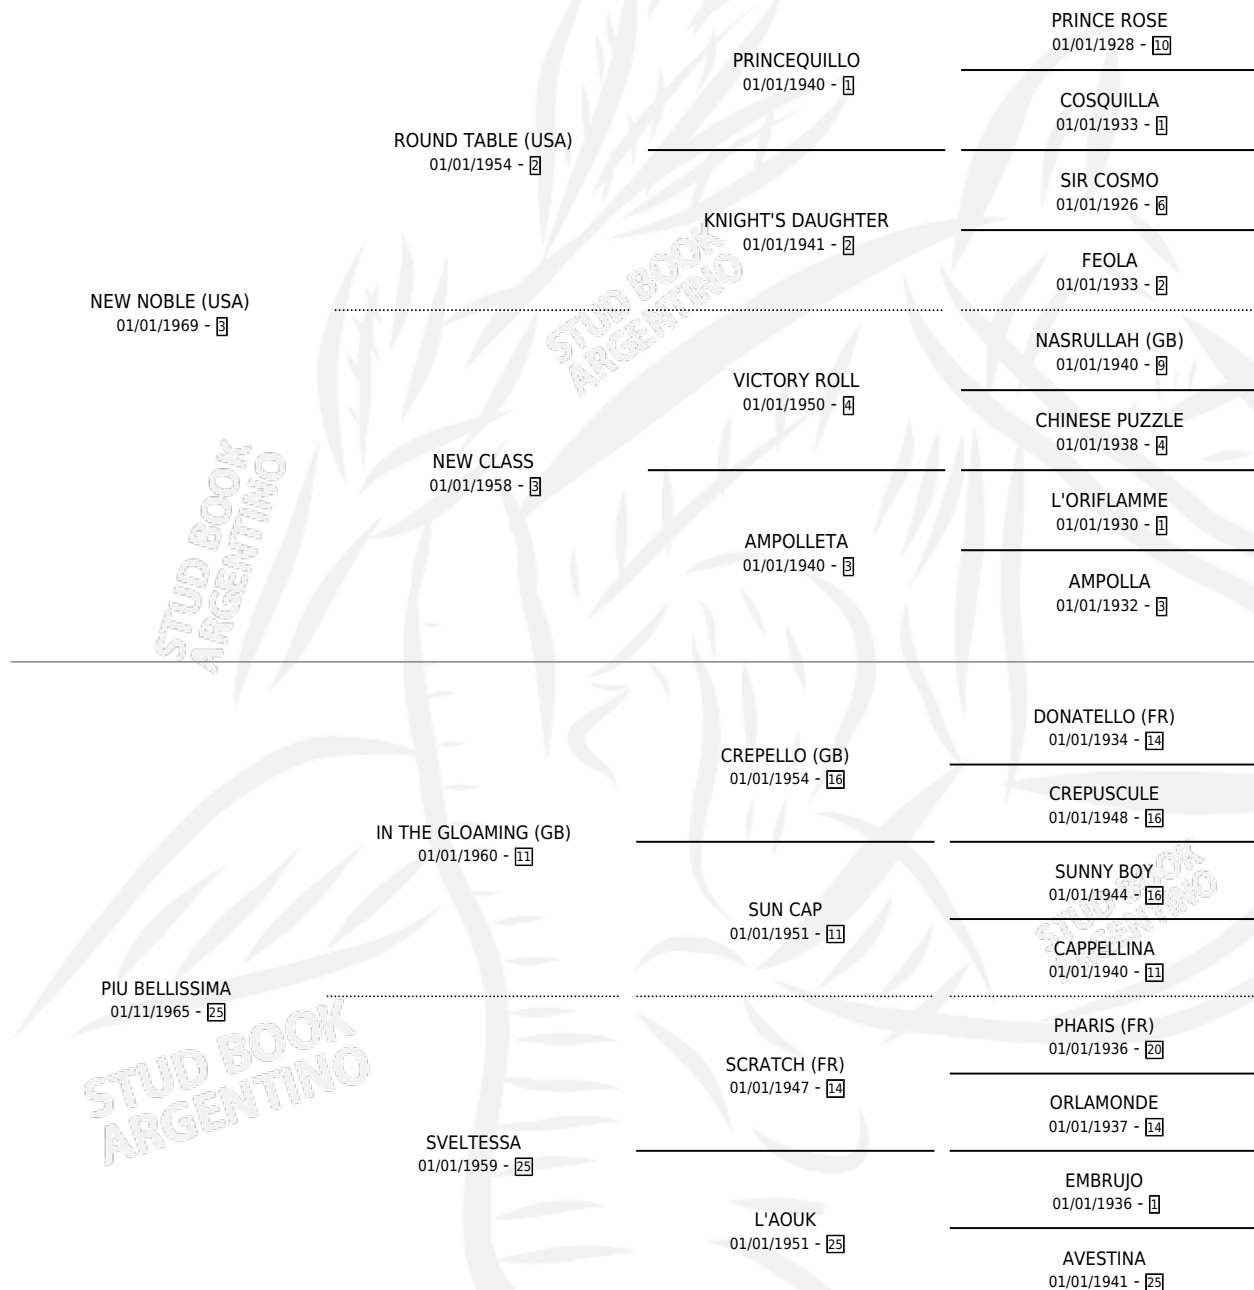 PRINCE ROSE
01/01/1928 - 10
PRINCEQUILLO
01/01/1940 - 1
COSQUILLA
01/01/1933 - 1
ROUND TABLE (USA)
01/01/1954 - 2
SIR COSMO
01/01/1926 - 6
KNIGHT'S DAUGHTER
01/01/1941 - 2
FEOLA
01/01/1933 - 2
NEW NOBLE (USA)
01/01/1969 - 3
NASRULLAH (GB)
01/01/1940 - 9
VICTORY ROLL
01/01/1950 - 4
CHINESE PUZZLE
01/01/1938 - 4
NEW CLASS
01/01/1958 - 3
L'ORIFLAMME
01/01/1930 - 1
AMPOLLETA
01/01/1940 - 3
AMPOLLA
01/01/1932 - 3
DONATELLO (FR)
01/01/1934 - 14
CREPELLO (GB)
01/01/1954 - 16
CREPUSCULE
01/01/1948 - 16
IN THE GLOAMING (GB)
01/01/1960 - 11
SUNNY BOY
01/01/1944 - 16
SUN CAP
01/01/1951 - 11
CAPPELLINA
01/01/1940 - 11
PIU BELLISSIMA
01/11/1965 - 25
PHARIS (FR)
01/01/1936 - 20
SCRATCH (FR)
01/01/1947 - 14
ORLAMONDE
01/01/1937 - 14
SVELTESSA
01/01/1959 - 25
EMBRUJO
01/01/1936 - 1
L'AOUK
01/01/1951 - 25
AVESTINA
01/01/1941 - 25
STUD BOOK
ARGENTINO
STUD BOOK
ARGENTINO
STUD BOOK
ARGENTINO
STUD BOOK
ARGENTINO